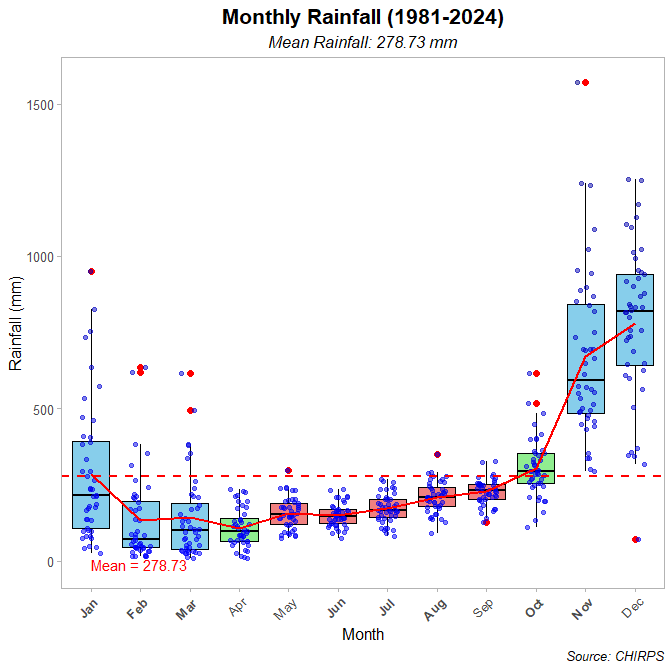 Monthly Rainfall (1981-2024)
Mean Rainfall: 278.73 mm
Rainfall (mm)
1500
1000
500
0
Mean = 278.73
Jan
Feb
Mar
Apr
May
Jun
Jul
Aug
Sep
Oct
Nov
Dec
Month
Source: CHIRPS